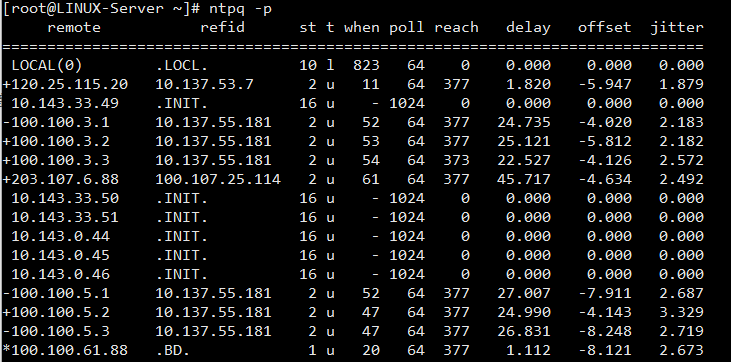 [root@LINUX-Server ~]# ntpq -p
     remote           refid      st t when poll reach   delay   offset  jitter
==============================================================================
 LOCAL(0)        .LOCL.          10 l  823   64    0    0.000    0.000   0.000
+120.25.115.20   10.137.53.7      2 u   11   64  377    1.820   -5.947   1.879
 10.143.33.49    .INIT.          16 u    - 1024    0    0.000    0.000   0.000
-100.100.3.1     10.137.55.181    2 u   52   64  377   24.735   -4.020   2.183
+100.100.3.2     10.137.55.181    2 u   53   64  377   25.121   -5.812   2.182
+100.100.3.3     10.137.55.181    2 u   54   64  373   22.527   -4.126   2.572
+203.107.6.88    100.107.25.114   2 u   61   64  377   45.717   -4.634   2.492
 10.143.33.50    .INIT.          16 u    - 1024    0    0.000    0.000   0.000
 10.143.33.51    .INIT.          16 u    - 1024    0    0.000    0.000   0.000
 10.143.0.44     .INIT.          16 u    - 1024    0    0.000    0.000   0.000
 10.143.0.45     .INIT.          16 u    - 1024    0    0.000    0.000   0.000
 10.143.0.46     .INIT.          16 u    - 1024    0    0.000    0.000   0.000
-100.100.5.1     10.137.55.181    2 u   52   64  377   27.007   -7.911   2.687
+100.100.5.2     10.137.55.181    2 u   47   64  377   24.990   -4.143   3.329
-100.100.5.3     10.137.55.181    2 u   47   64  377   26.831   -8.248   2.719
*100.100.61.88   .BD.             1 u   20   64  377    1.112   -8.121   2.673